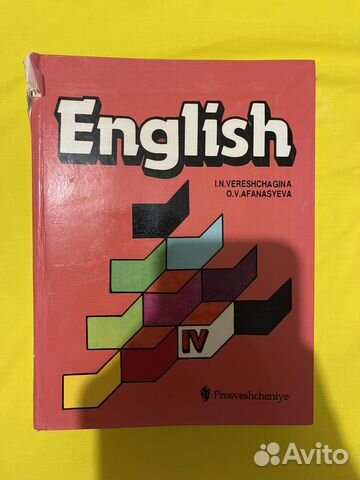 English
I.N.VERESHCHAGINA
O.V.AFANASYEVA
IV
Prosveshcheniye
Avito